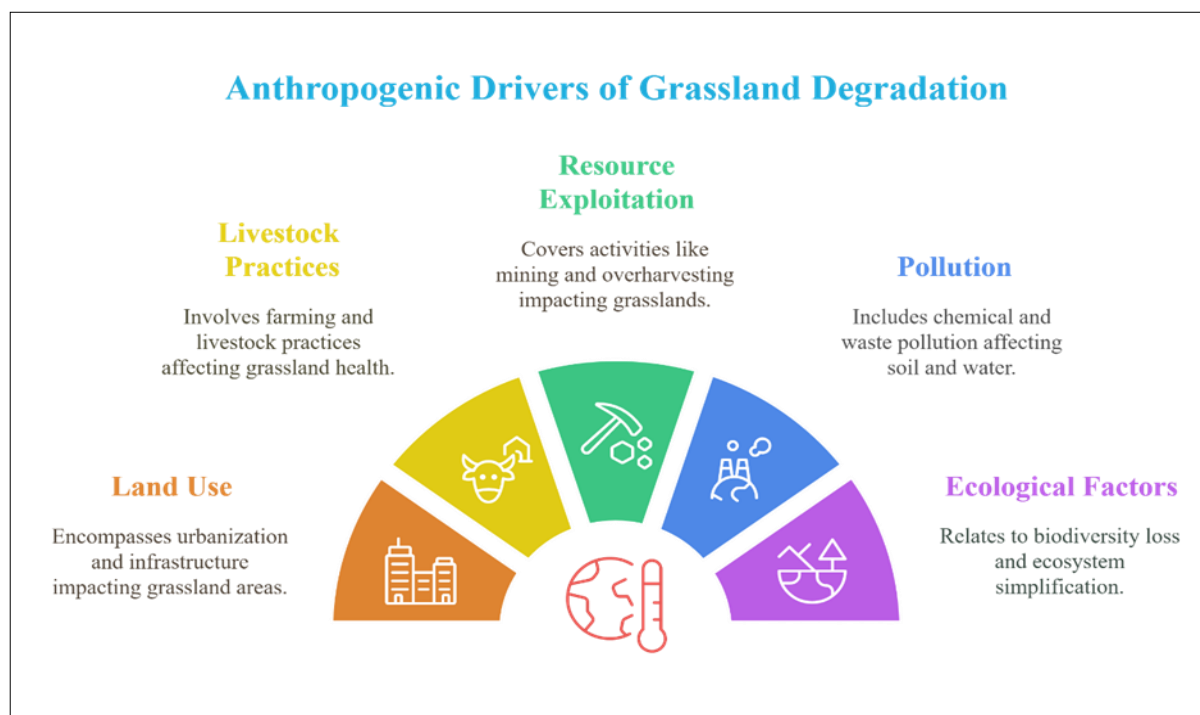 Anthropogenic Drivers of Grassland Degradation
Resource
Exploitation
Covers activities like
mining and overharvesting
impacting grasslands.
Livestock
Practices
Involves farming and
livestock practices
affecting grassland health.
Pollution
Includes chemical and
waste pollution affecting
soil and water.
Land Use
Encompasses urbanization
and infrastructure
impacting grassland areas.
Ecological Factors
Relates to biodiversity loss
and ecosystem
simplification.